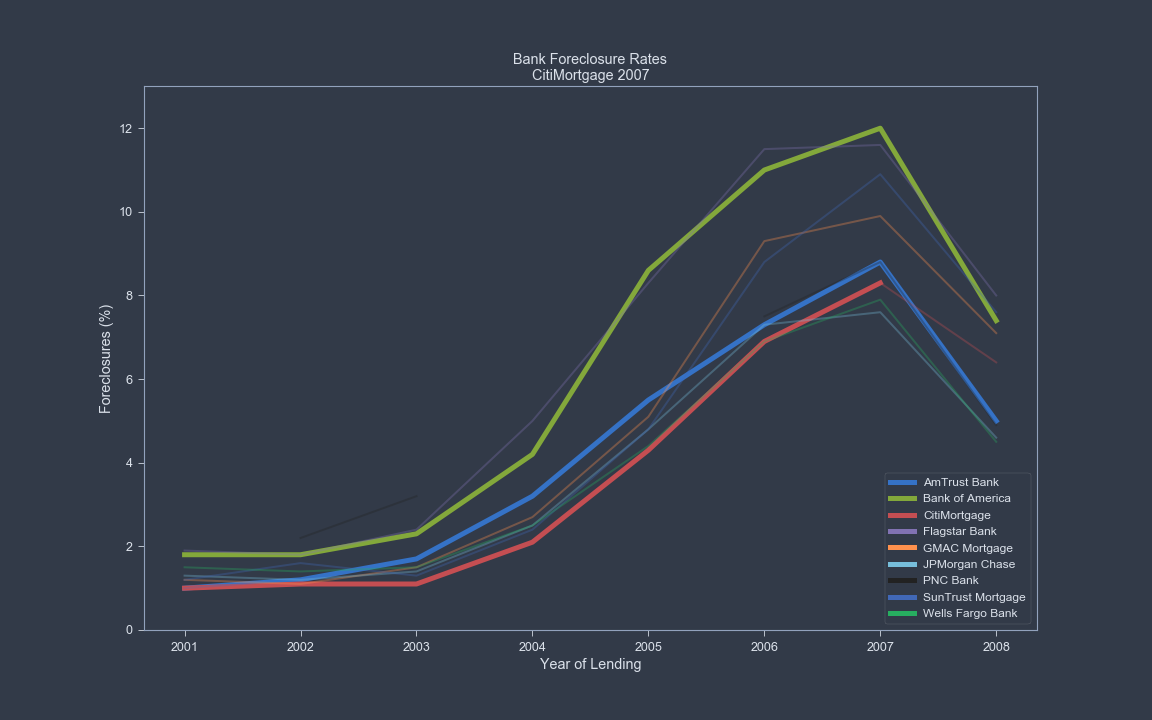 Bank Foreclosure Rates
CitiMortgage 2007
Foreclosures (%)
12
10
8
6
4
2
0
2001 2002 2003 2004 2005 2006 2007 2008
Year of Lending
AmTrust Bank
Bank of America
CitiMortgage
Flagstar Bank
GMAC Mortgage
JPMorgan Chase
PNC Bank
SunTrust Mortgage
Wells Fargo Bank